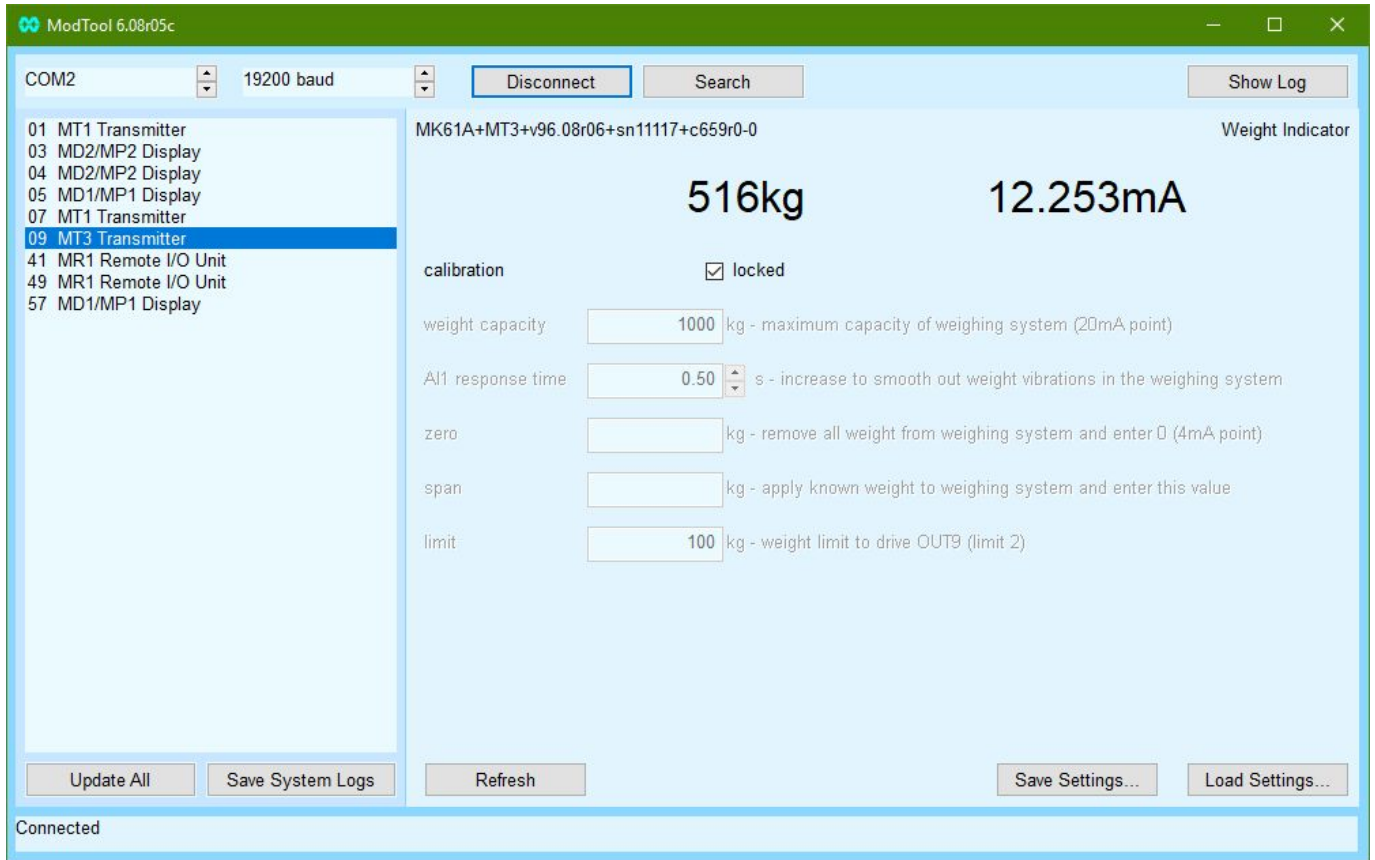 ModTool 6.08r05c
COM2 19200 baud Disconnect Search Show Log
01 MT1 Transmitter
03 MD2/MP2 Display
04 MD2/MP2 Display
05 MD1/MP1 Display
07 MT1 Transmitter
09 MT3 Transmitter
41 MR1 Remote I/O Unit
49 MR1 Remote I/O Unit
57 MD1/MP1 Display
Update All Save System Logs
MK61A+MT3+v96.08r06+sn11117+c659r0-0 Weight Indicator
516kg 12.253mA
calibration locked
weight capacity 1000 kg - maximum capacity of weighing system (20mA point)
AI1 response time 0.50 s - increase to smooth out weight vibrations in the weighing system
zero kg - remove all weight from weighing system and enter 0 (4mA point)
span kg - apply known weight to weighing system and enter this value
limit 100 kg - weight limit to drive OUT9 (limit 2)
Refresh Save Settings... Load Settings...
Connected